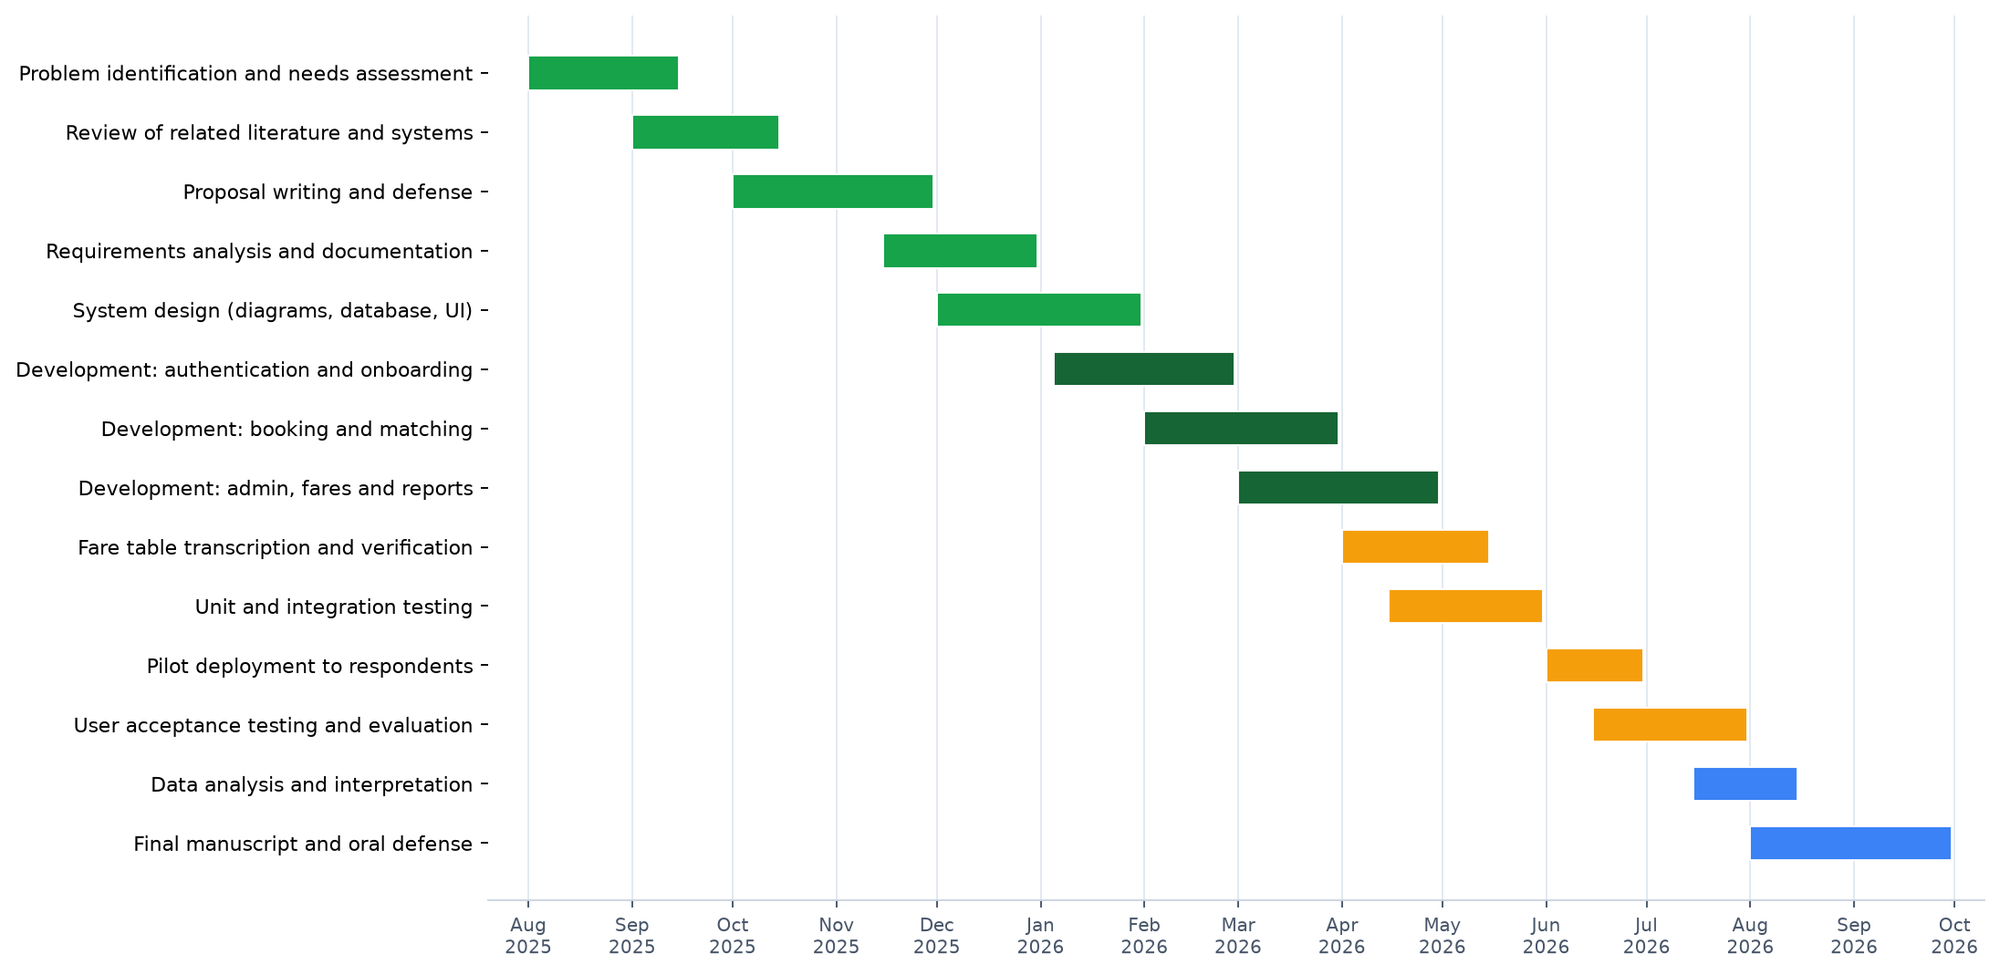 Problem identification and needs assessment
Review of related literature and systems
Proposal writing and defense
Requirements analysis and documentation
System design (diagrams, database, UI)
Development: authentication and onboarding
Development: booking and matching
Development: admin, fares and reports
Fare table transcription and verification
Unit and integration testing
Pilot deployment to respondents
User acceptance testing and evaluation
Data analysis and interpretation
Final manuscript and oral defense
Aug Sep Oct Nov Dec Jan Feb Mar Apr May Jun Jul Aug Sep Oct
2025 2025 2025 2025 2025 2026 2026 2026 2026 2026 2026 2026 2026 2026 2026